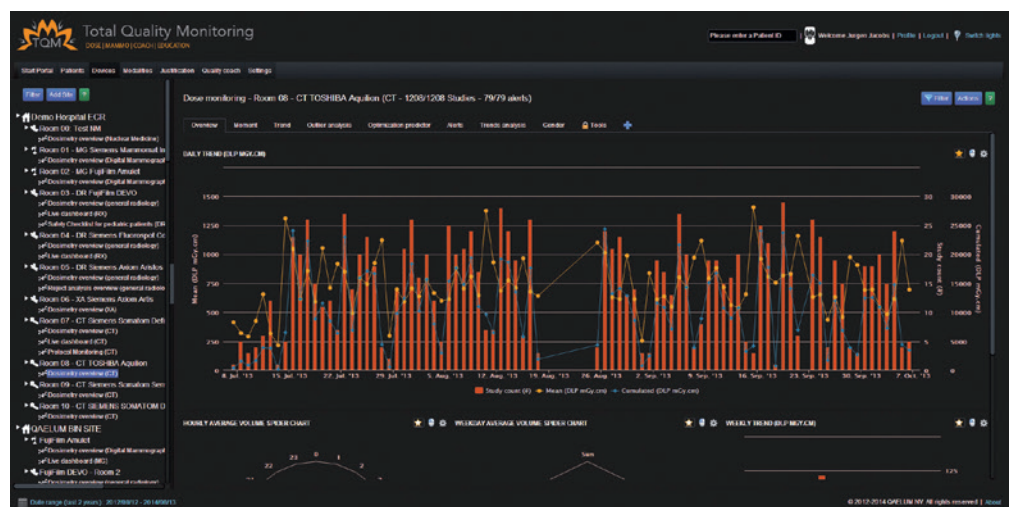 TQM
Total Quality Monitoring
DOSE | MAMMO | COACH | EDUCATION
Please enter a Patient ID
Welcome Jurgen Jacobs | Profile | Logout | Switch lights
Start Portal Patients Devices Modalities Justification Quality coach Settings
Filter Add Site ?
Demo Hospital ECR
Room 00: Test NM
Dosimetry overview (Nuclear Medicine)
Room 01 - MG Siemens Mammomat In
Dosimetry overview (Digital Mammograph
Room 02 - MG FujiFilm Amulet
Dosimetry overview (Digital Mammograph
Room 03 - DR FujiFilm DEVO
Dosimetry overview (general radiology)
Live dashboard (RX)
Safety Checklist for pediatric patients (DR
Room 04 - DR Siemens Fluorospot Co
Dosimetry overview (general radiology)
Live dashboard (RX)
Room 05 - DR Siemens Axiom Aristos
Dosimetry overview (general radiology)
Reject analysis overview (general radiolo
Room 06 - XA Siemens Axiom Artis
Dosimetry overview (XA)
Room 07 - CT Siemens Somatom Defi
Dosimetry overview (CT)
Live dashboard (CT)
Protocol Monitoring (CT)
Room 08 - CT TOSHIBA Aquilion
Dosimetry overview (CT)
Room 09 - CT Siemens Somatom Sen
Dosimetry overview (CT)
Room 10 - CT SIEMENS SOMATOM D
Dosimetry overview (CT)
QAELUM BIN SITE
FujiFilm Amulet
Dosimetry overview (Digital Mammograph
Live dashboard (MG)
FujiFilm DEVO - Room 2
Dosimetry overview (general radiology)
Dose monitoring - Room 08 - CT TOSHIBA Aquilion (CT - 1208/1208 Studies - 79/79 alerts)
Filter Actions ?
Overview Moment Trend Outlier analysis Optimization predictor Alerts Trends analysis Gender Tools
DAILY TREND (DLP MGY.CM)
Mean (DLP mGy.cm)
1500
1250
1000
750
500
250
0
30
25
20
15
10
5
0
Study count (#)
30000
25000
20000
15000
10000
5000
0
Cumulated (DLP mGy.cm)
8. Jul. '13 15. Jul. '13 22. Jul. '13 29. Jul. '13 5. Aug. '13 12. Aug. '13 19. Aug. '13 26. Aug. '13 2. Sep. '13 9. Sep. '13 16. Sep. '13 23. Sep. '13 30. Sep. '13 7. Oct. '13
Study count (#) Mean (DLP mGy.cm) Cumulated (DLP mGy.cm)
HOURLY AVERAGE VOLUME SPIDER CHART
22 23 0 1 2
WEEKDAY AVERAGE VOLUME SPIDER CHART
Sun
WEEKLY TREND (DLP MGY.CM)
125
Date range (last 2 years): 2012/08/12 - 2014/08/13
© 2012-2014 QAELUM NV. All rights reserved | About